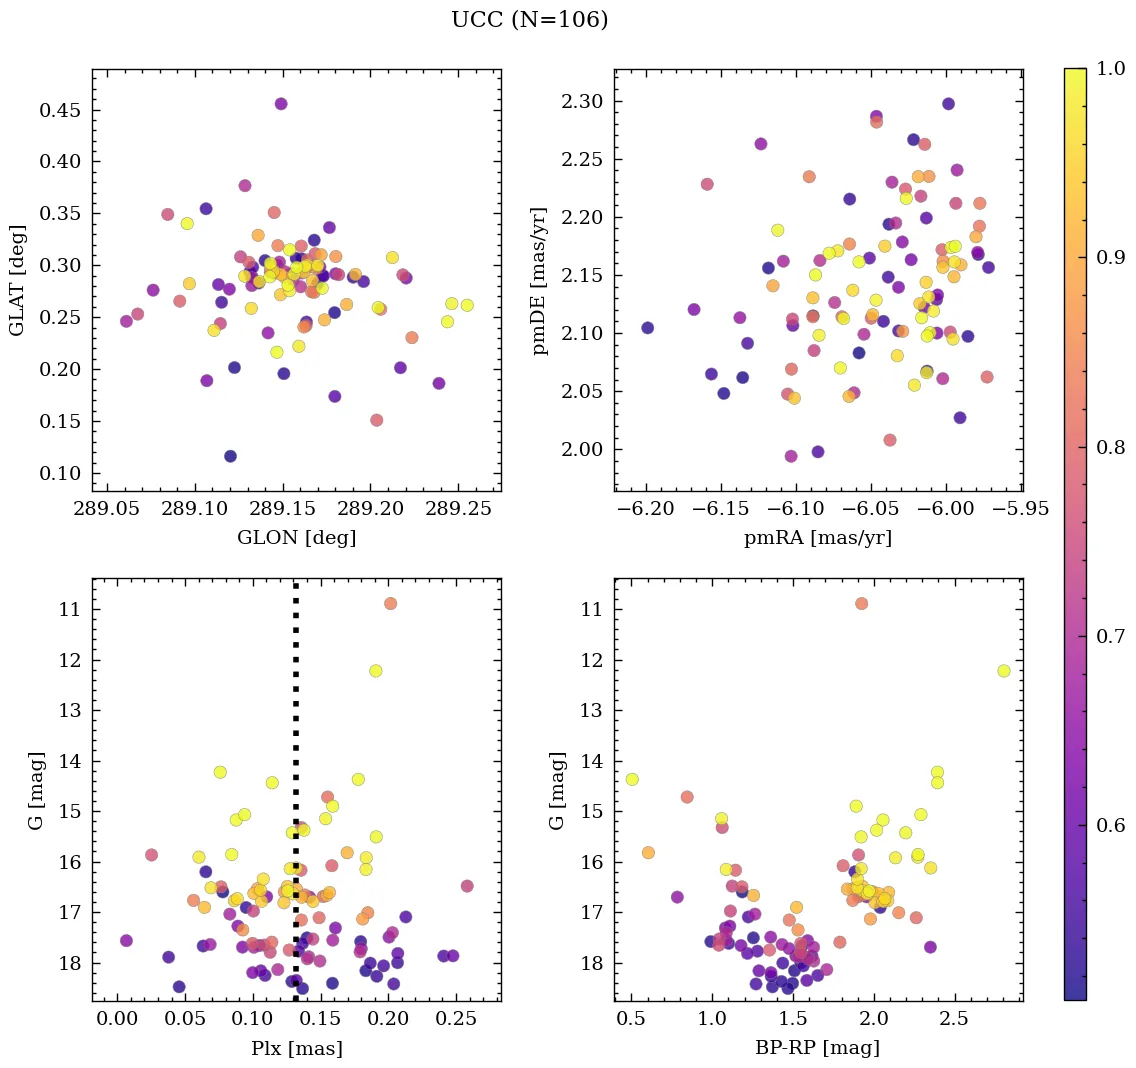 UCC (N=106)
0.45
0.40
0.35
0.30
0.25
0.20
0.15
0.10
GLAT [deg]
289.05 289.10 289.15 289.20 289.25
GLON [deg]
2.30
2.25
2.20
2.15
2.10
2.05
2.00
pmDE [mas/yr]
−6.20 −6.15 −6.10 −6.05 −6.00 −5.95
pmRA [mas/yr]
11
12
13
14
15
16
17
18
G [mag]
0.00 0.05 0.10 0.15 0.20 0.25
Plx [mas]
11
12
13
14
15
16
17
18
G [mag]
0.5 1.0 1.5 2.0 2.5
BP-RP [mag]
1.0
0.9
0.8
0.7
0.6